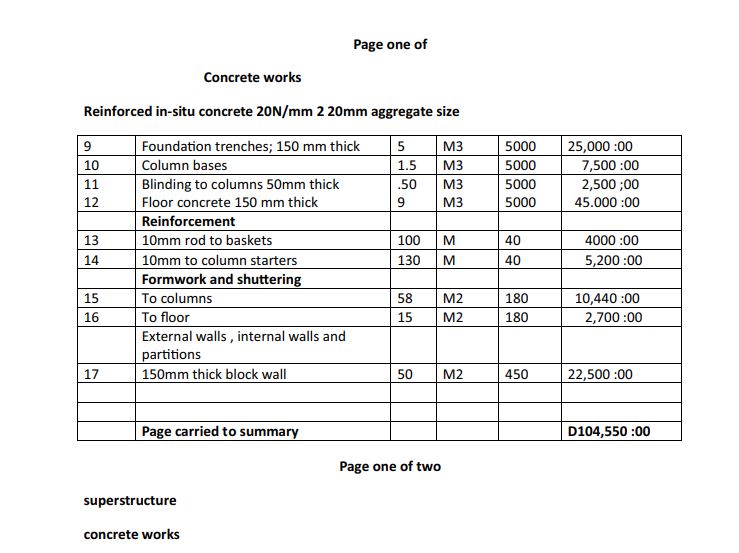 Page one of
Concrete works
Reinforced in-situ concrete 20N/mm 2 20mm aggregate size
9 Foundation trenches; 150 mm thick 5 M3 5000 25,000 :00
10 Column bases 1.5 M3 5000 7,500 :00
11 Blinding to columns 50mm thick .50 M3 5000 2,500 ;00
12 Floor concrete 150 mm thick 9 M3 5000 45.000 :00
Reinforcement
13 10mm rod to baskets 100 M 40 4000 :00
14 10mm to column starters 130 M 40 5,200 :00
Formwork and shuttering
15 To columns 58 M2 180 10,440 :00
16 To floor 15 M2 180 2,700 :00
External walls , internal walls and
partitions
17 150mm thick block wall 50 M2 450 22,500 :00
Page carried to summary D104,550 :00
Page one of two
superstructure
concrete works